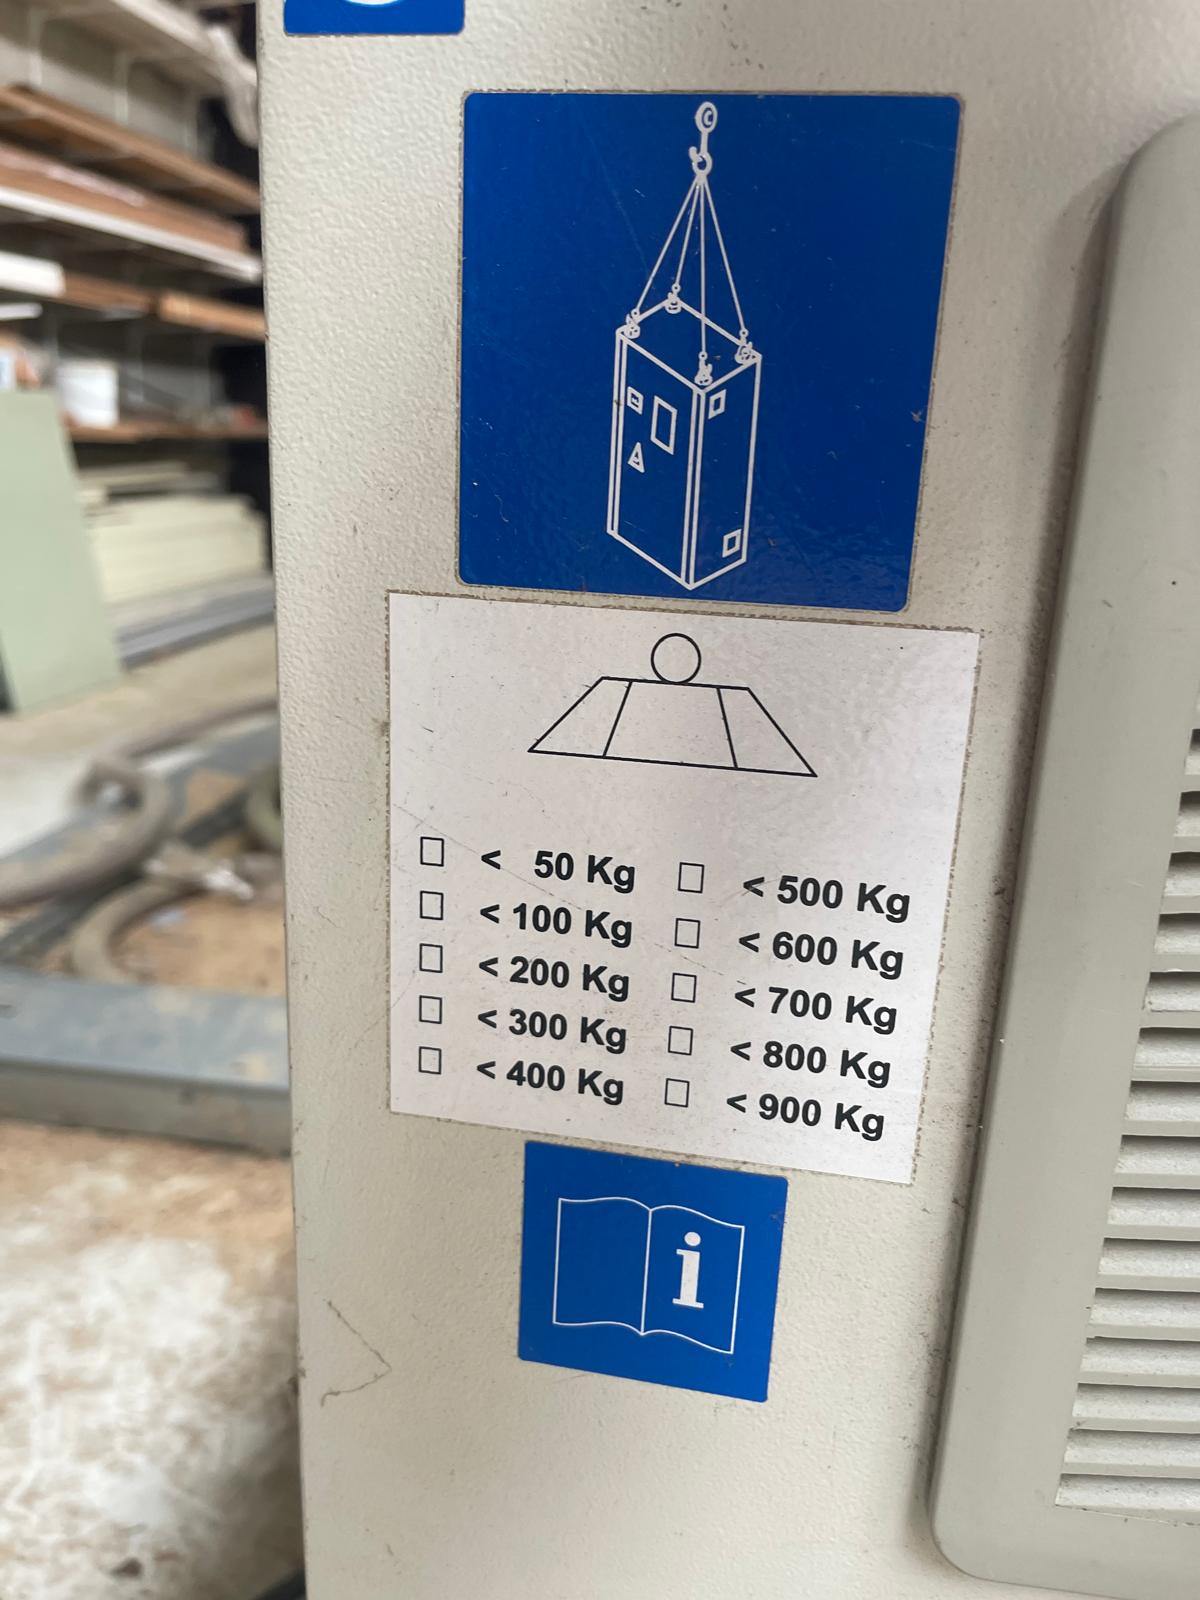 < 50 Kg
< 100 Kg
< 200 Kg
< 300 Kg
< 400 Kg
< 500 Kg
< 600 Kg
< 700 Kg
< 800 Kg
< 900 Kg
i